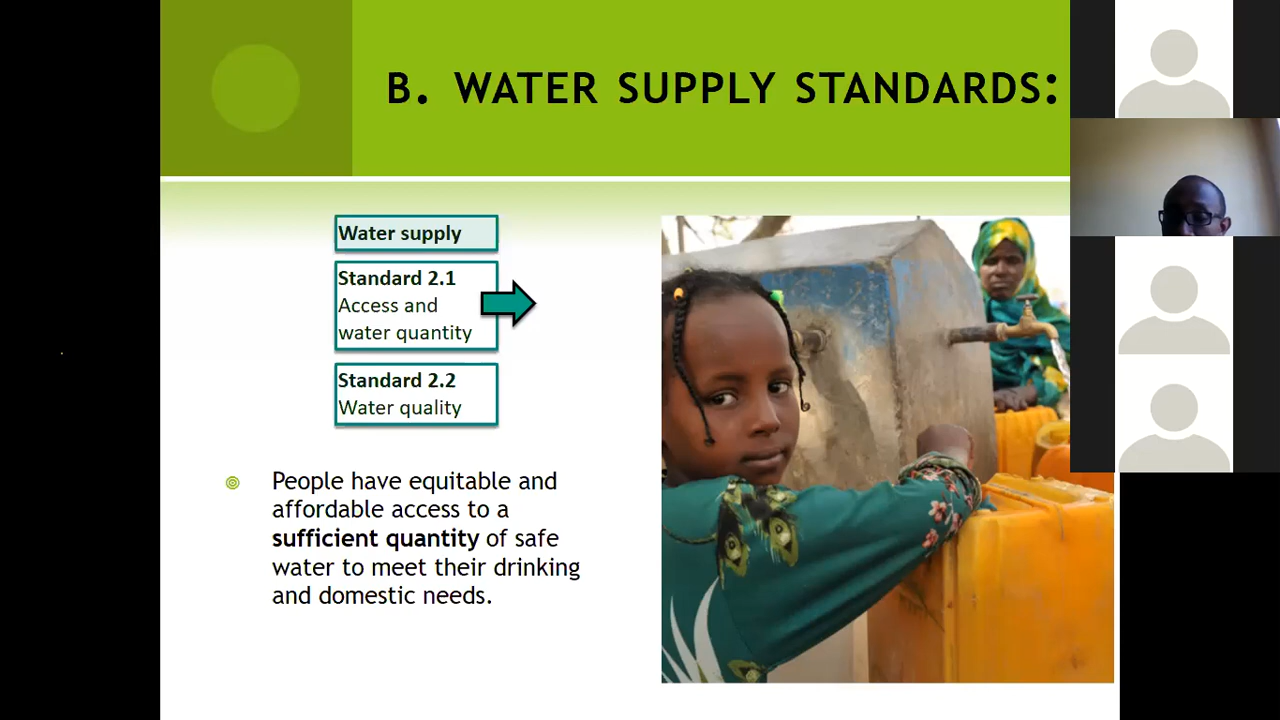 B. WATER SUPPLY STANDARDS:
Water supply
Standard 2.1
Access and
water quantity
Standard 2.2
Water quality
People have equitable and
affordable access to a
sufficient quantity of safe
water to meet their drinking
and domestic needs.